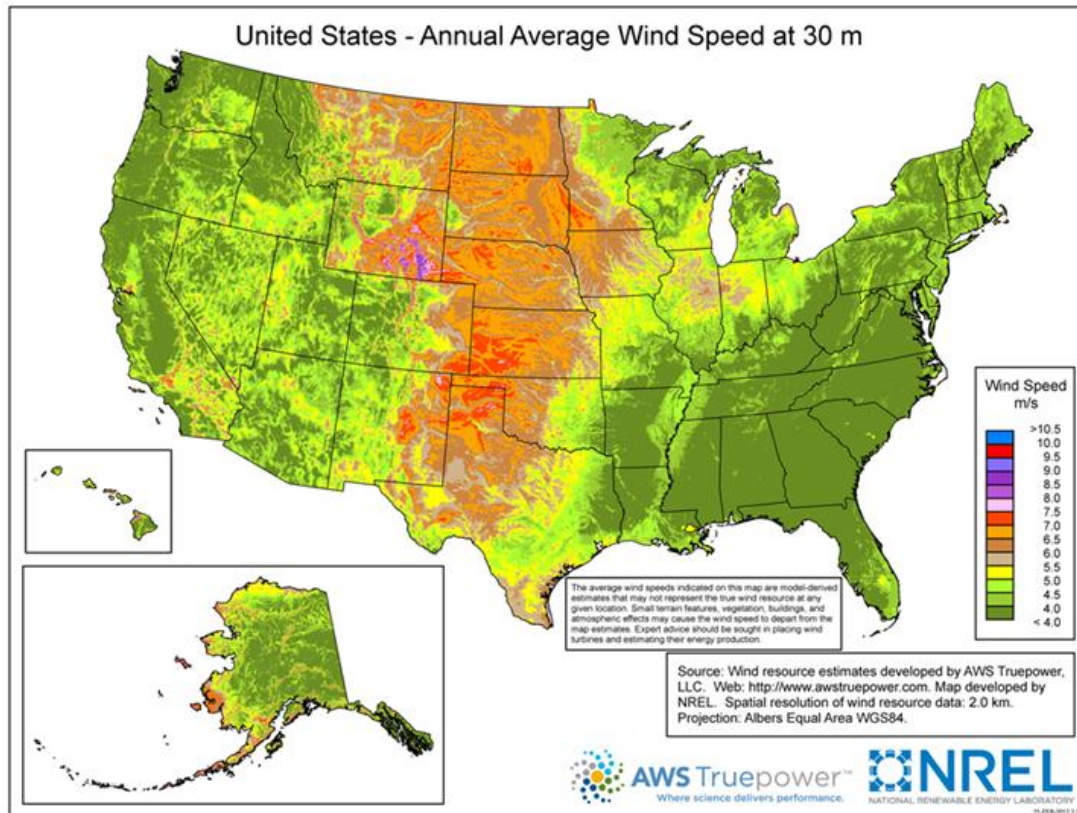 United States - Annual Average Wind Speed at 30 m
Wind Speed
m/s
>10.5
10.0
9.5
9.0
8.5
8.0
7.5
7.0
6.5
6.0
5.5
5.0
4.5
4.0
< 4.0
The average wind speeds indicated on this map are model-derived
estimates that may not represent the true wind resource at any
given location. Small terrain features, vegetation, buildings, and
atmospheric effects may cause the wind speed to depart from the
map estimates. Expert advice should be sought in placing wind
turbines and estimating their energy production.
Source: Wind resource estimates developed by AWS Truepower,
LLC. Web: http://www.awstruepower.com. Map developed by
NREL. Spatial resolution of wind resource data: 2.0 km.
Projection: Albers Equal Area WGS84.
AWS Truepower™
Where science delivers performance.
NREL
NATIONAL RENEWABLE ENERGY LABORATORY